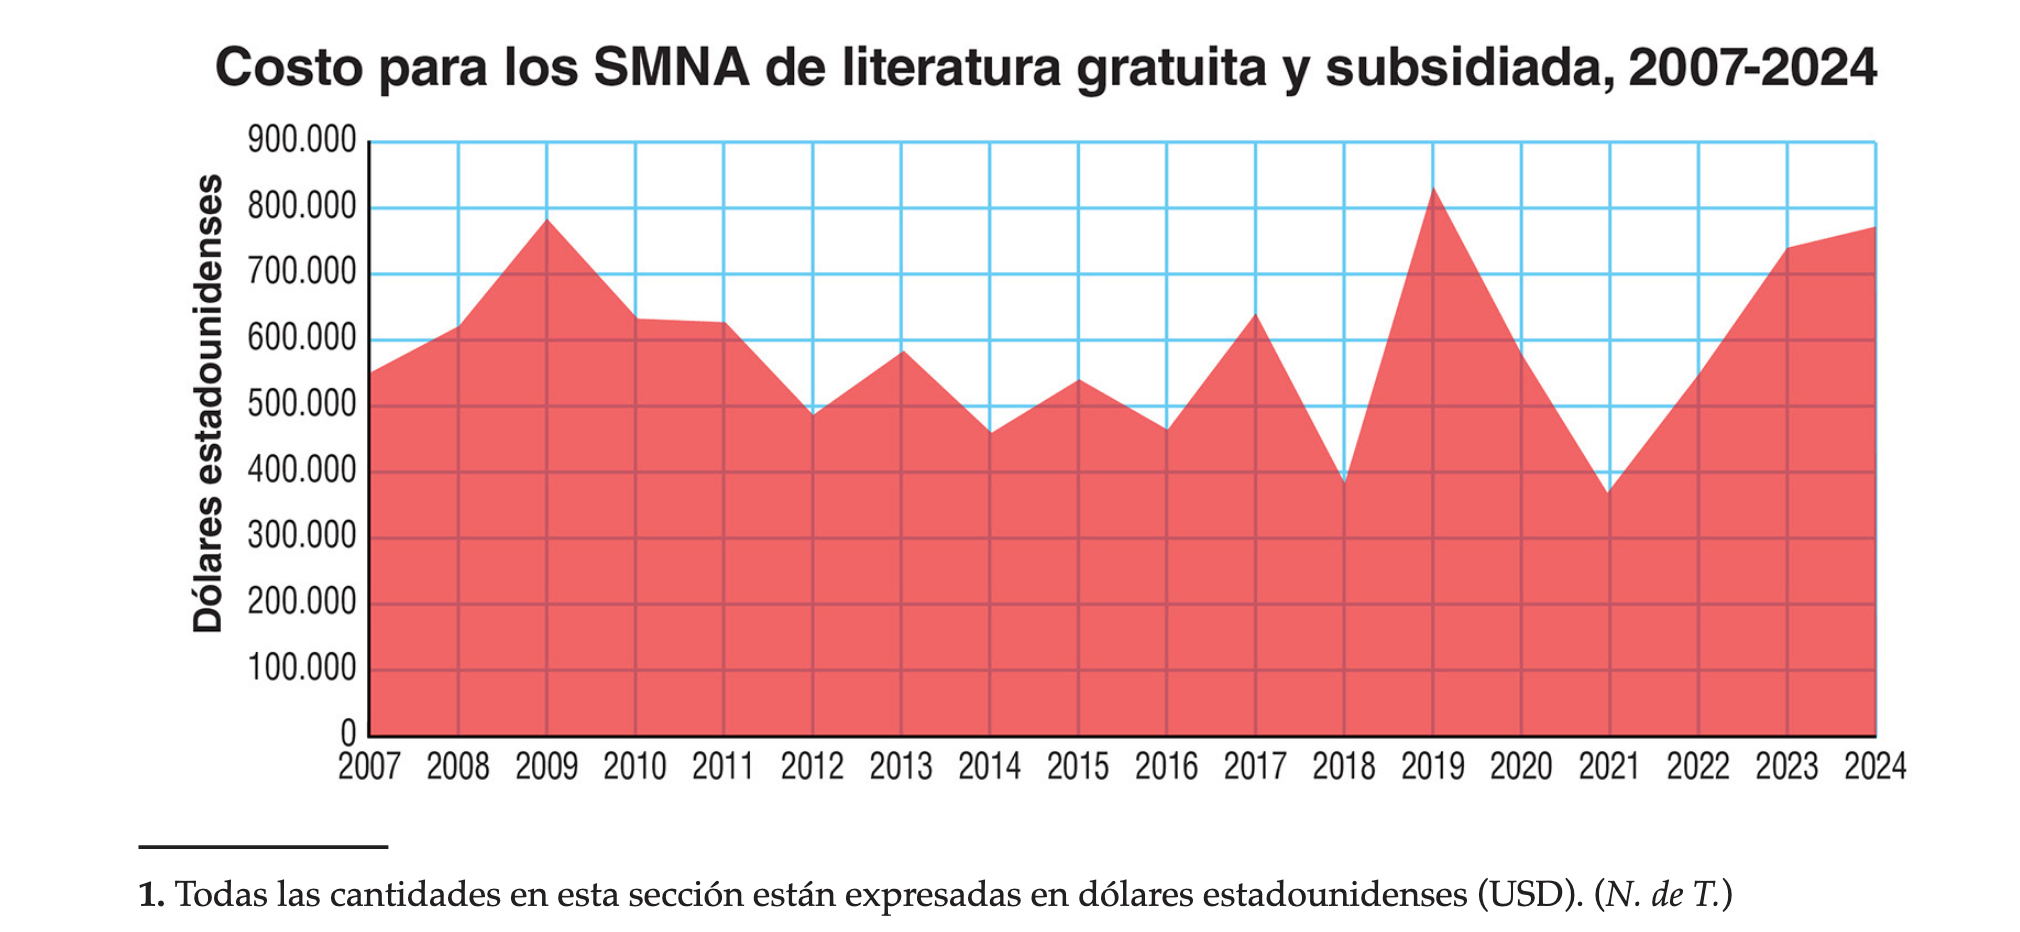 Costo para los SMNA de literatura gratuita y subsidiada, 2007-2024
Dólares estadounidenses
900.000
800.000
700.000
600.000
500.000
400.000
300.000
200.000
100.000
0
2007 2008 2009 2010 2011 2012 2013 2014 2015 2016 2017 2018 2019 2020 2021 2022 2023 2024
1. Todas las cantidades en esta sección están expresadas en dólares estadounidenses (USD). (N. de T.)